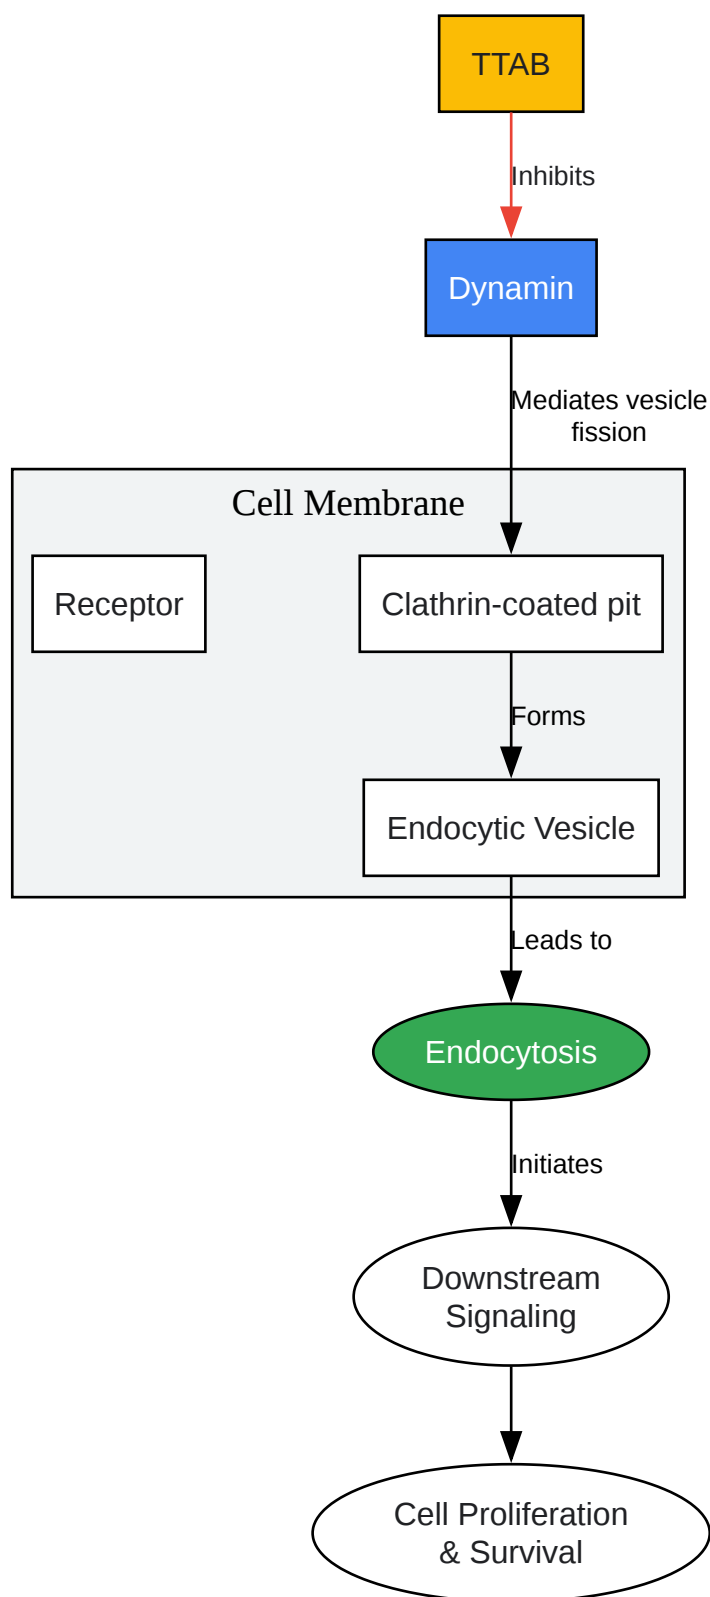 TTAB
Inhibits
Dynamin
Mediates vesicle
fission
Cell Membrane
Receptor
Clathrin-coated pit
Forms
Endocytic Vesicle
Leads to
Endocytosis
Initiates
Downstream
Signaling
Cell Proliferation
& Survival